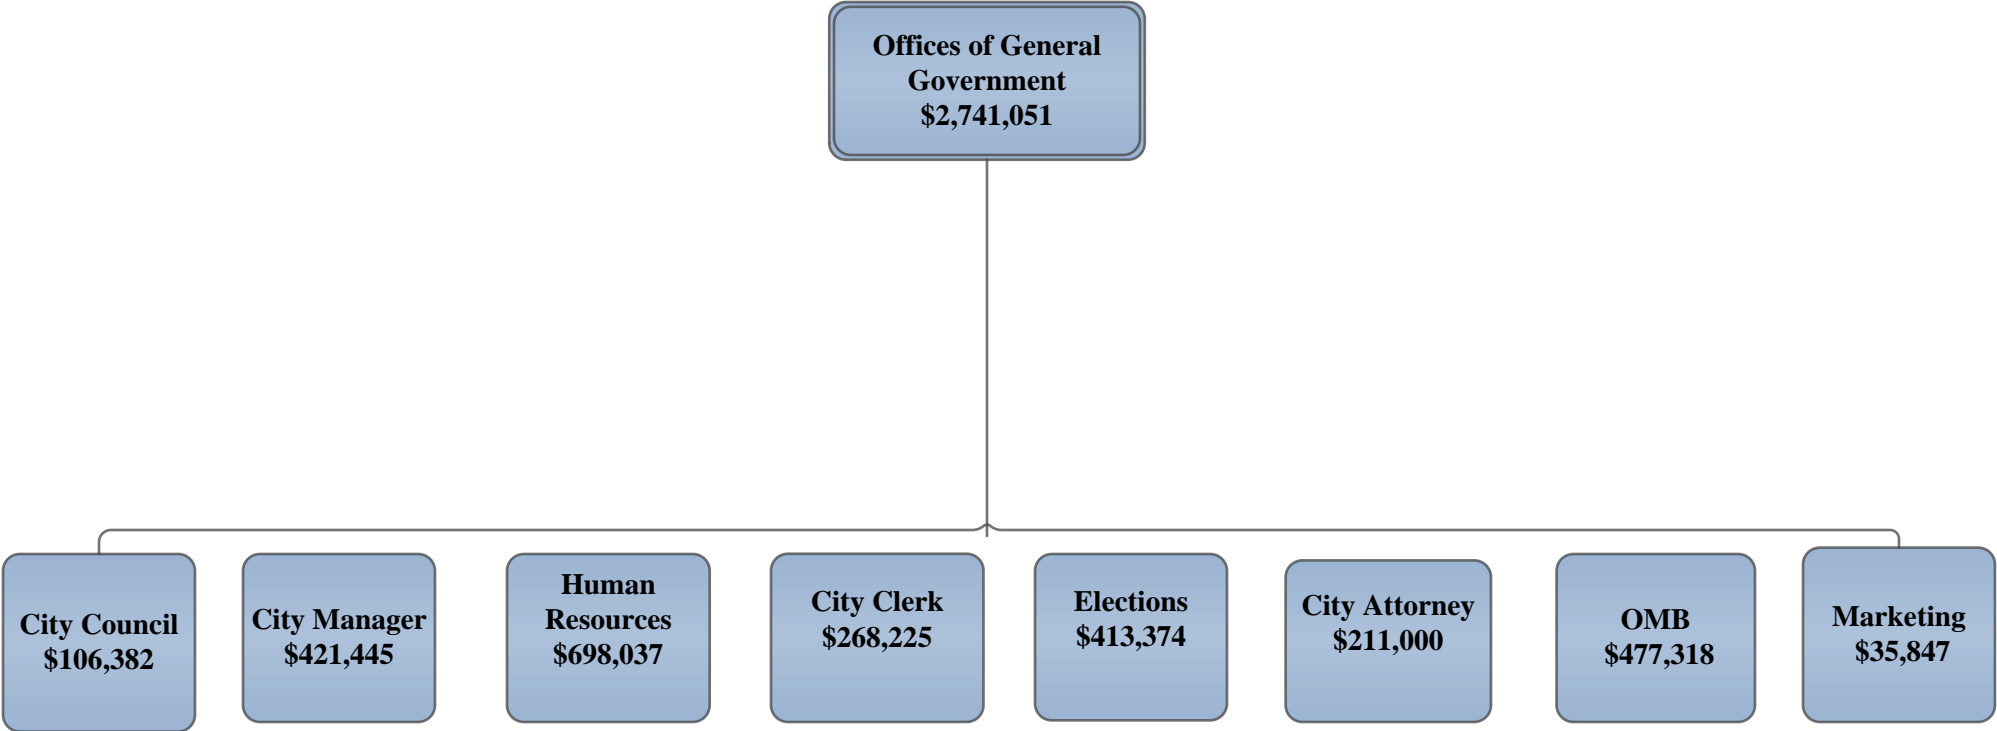 Offices of General
Government
$2,741,051
City Council
$106,382
City Manager
$421,445
Human
Resources
$698,037
City Clerk
$268,225
Elections
$413,374
City Attorney
$211,000
OMB
$477,318
Marketing
$35,847